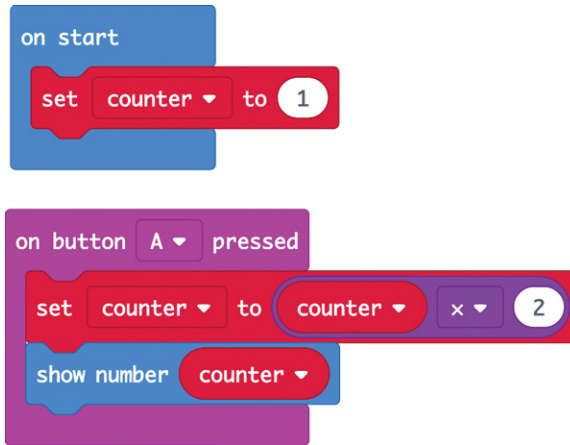 on start
set counter to 1
on button A pressed
set counter to counter × 2
show number counter